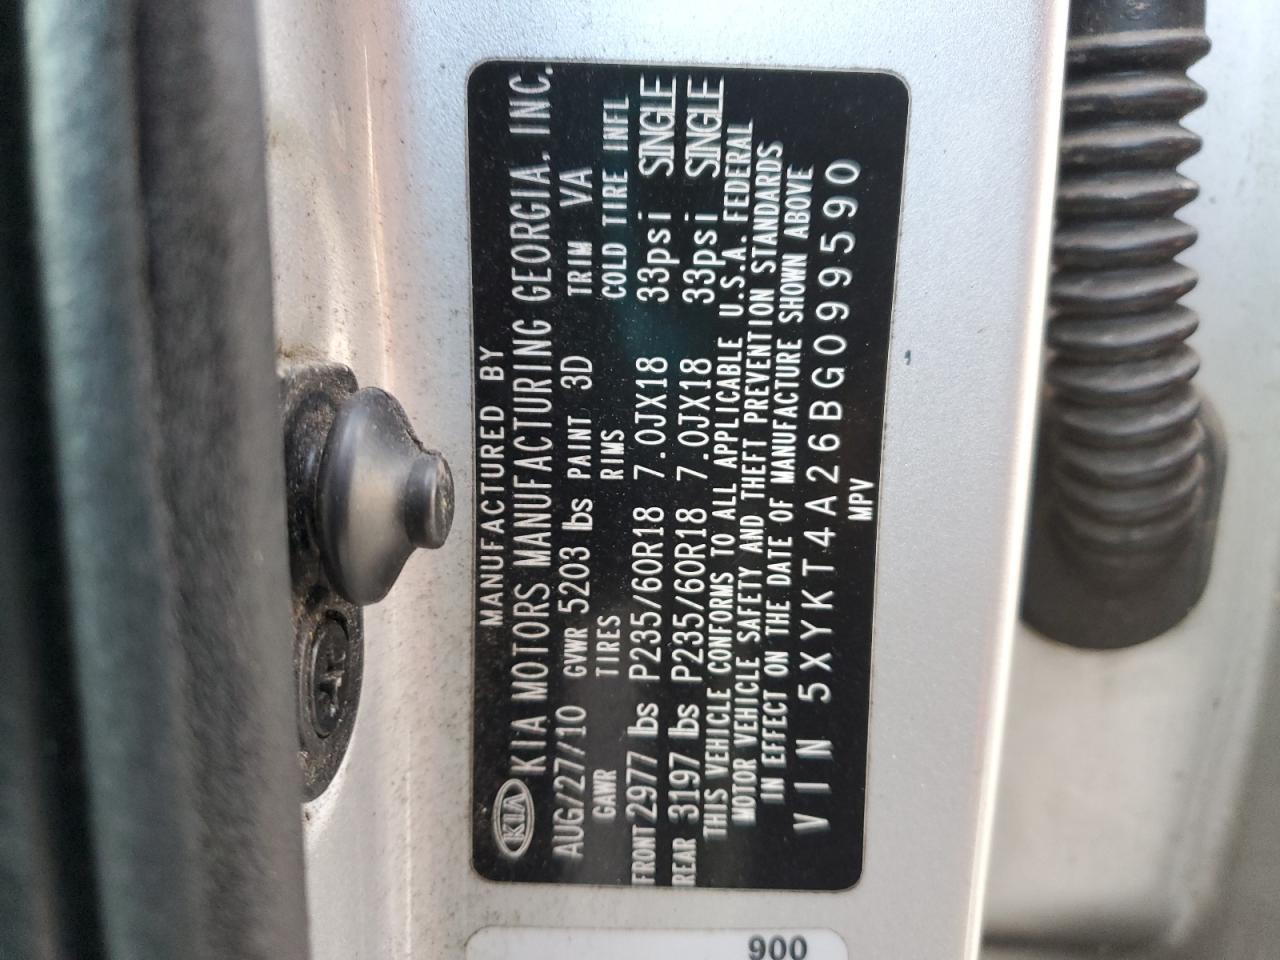 MANUFACTURED BY
KIA KIA MOTORS MANUFACTURING GEORGIA, INC.
AUG/27/10 GVWR 5203 lbs PAINT 3D TRIM VA
GAWR TIRES RIMS COLD TIRE INFL
FRONT 2977 lbs P235/60R18 7.0JX18 33psi SINGLE
REAR 3197 lbs P235/60R18 7.0JX18 33psi SINGLE
THIS VEHICLE CONFORMS TO ALL APPLICABLE U.S.A. FEDERAL
MOTOR VEHICLE SAFETY AND THEFT PREVENTION STANDARDS
IN EFFECT ON THE DATE OF MANUFACTURE SHOWN ABOVE
VIN 5XYKT4A26BG099590
MPV
900